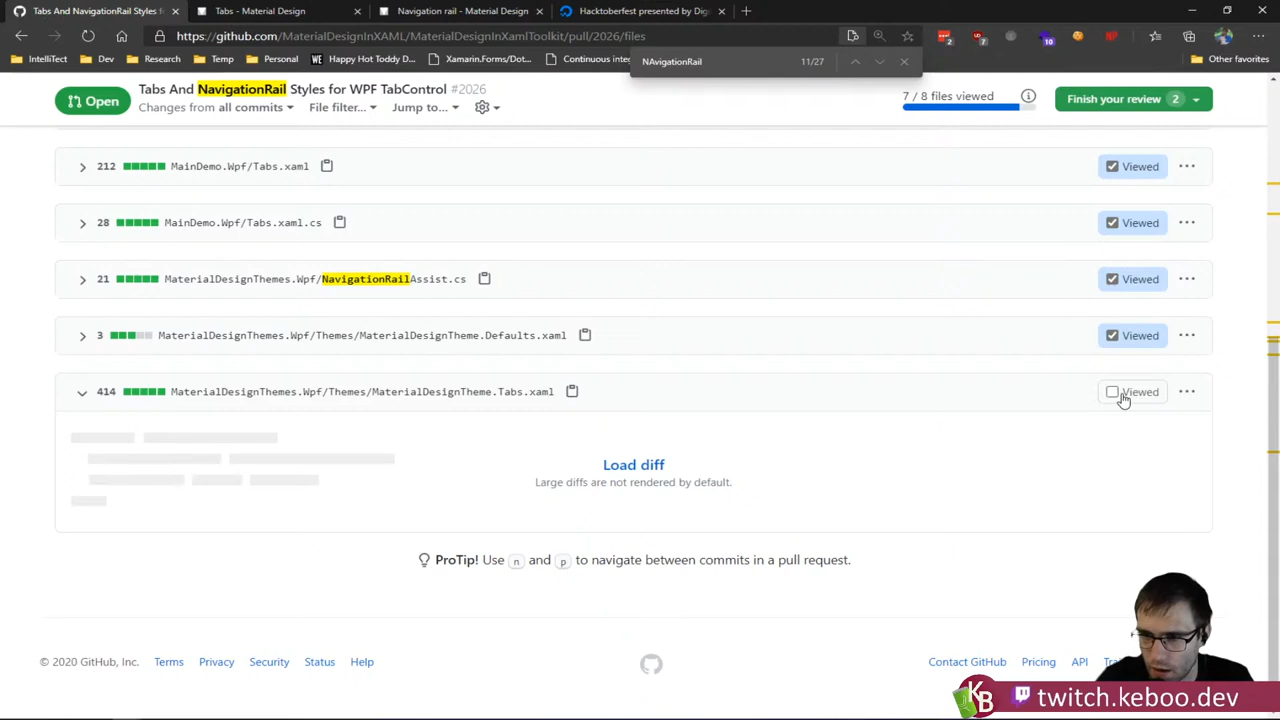 Tabs And NavigationRail Styles for
Tabs - Material Design
Navigation rail - Material Design
Hacktoberfest presented by Digi
https://github.com/MaterialDesignInXAML/MaterialDesignInXamlToolkit/pull/2026/files
IntelliTect
Dev
Research
Temp
Personal
Happy Hot Toddy D...
Xamarin.Forms/Dot...
Continuous inte
NAvigationRail
11/27
Tabs And NavigationRail Styles for WPF TabControl #2026
Open
Changes from all commits
File filter...
Jump to...
7 / 8 files viewed
Finish your review 2
212 MainDemo.Wpf/Tabs.xaml
Viewed
28 MainDemo.Wpf/Tabs.xaml.cs
Viewed
21 MaterialDesignThemes.Wpf/NavigationRailAssist.cs
Viewed
3 MaterialDesignThemes.Wpf/Themes/MaterialDesignTheme.Defaults.xaml
Viewed
414 MaterialDesignThemes.Wpf/Themes/MaterialDesignTheme.Tabs.xaml
Viewed
Load diff
Large diffs are not rendered by default.
ProTip! Use n and p to navigate between commits in a pull request.
© 2020 GitHub, Inc.
Terms
Privacy
Security
Status
Help
Contact GitHub
Pricing
API
KB
twitch.keboo.dev